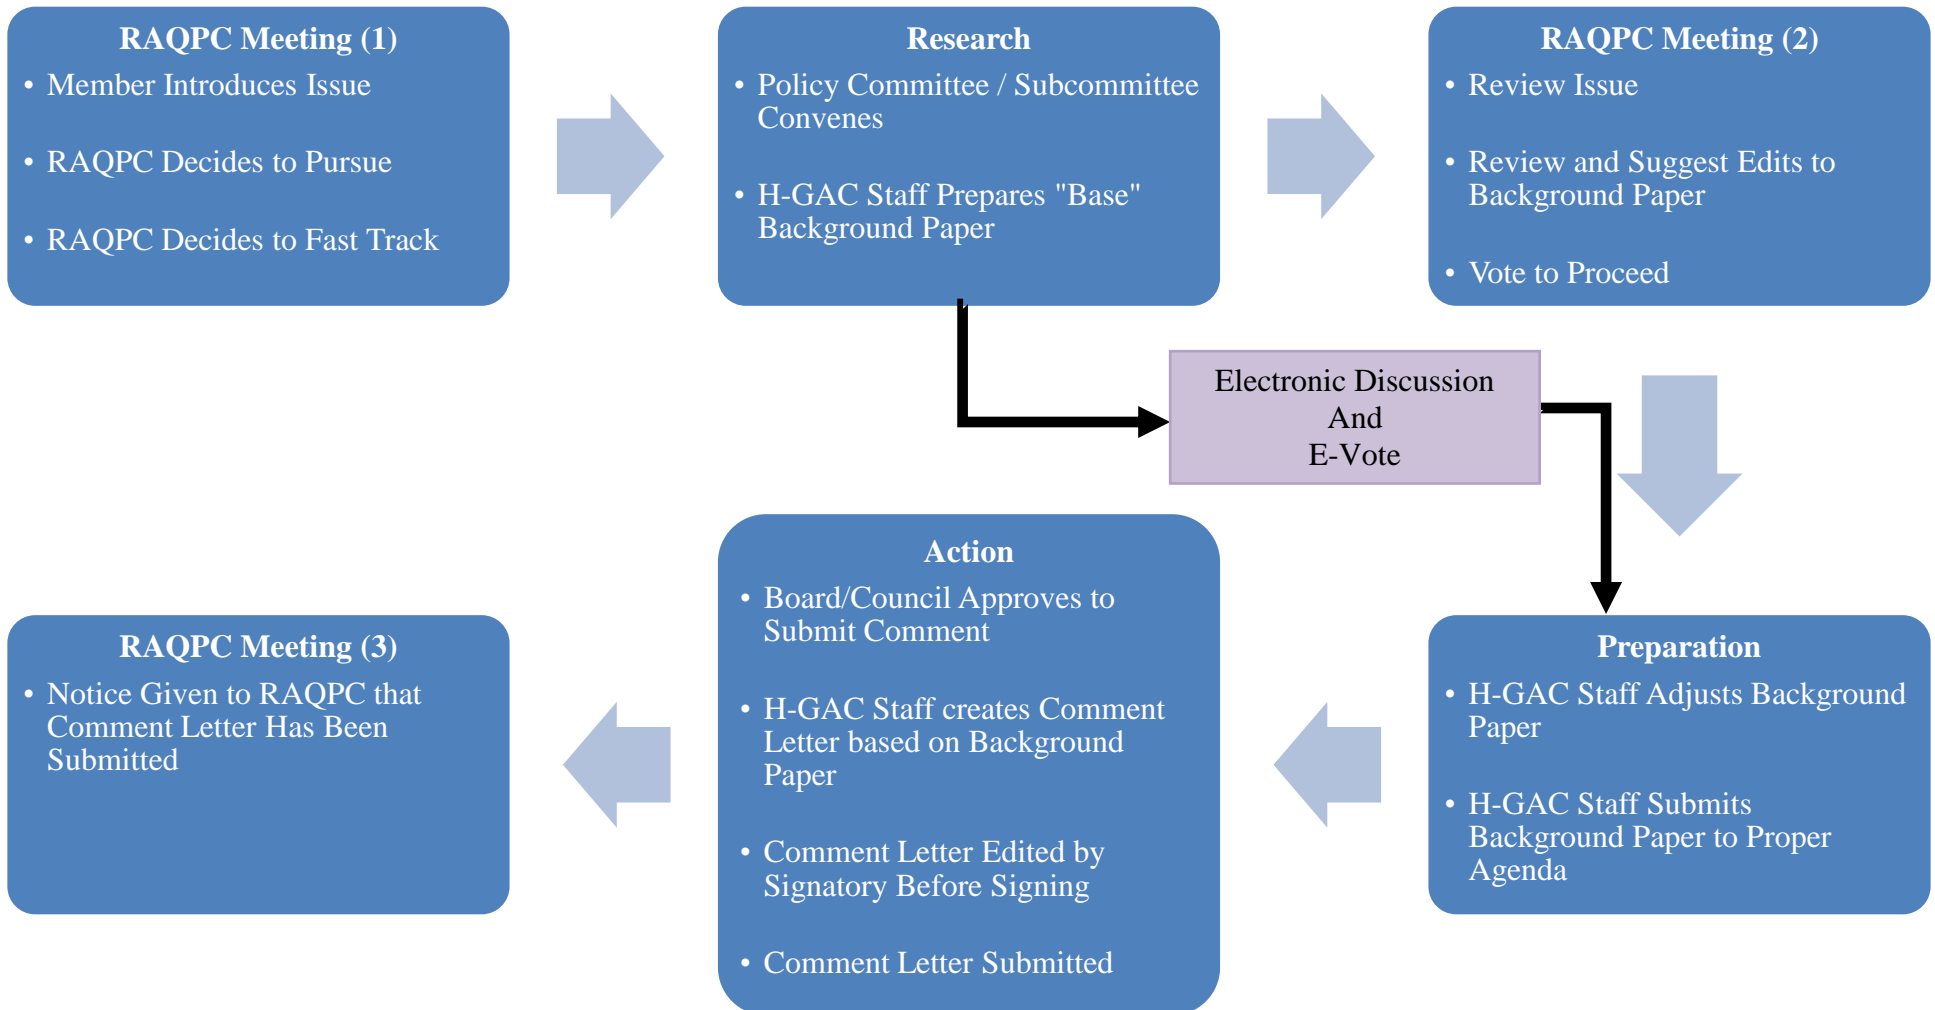 RAQPC Meeting (1)
• Member Introduces Issue
• RAQPC Decides to Pursue
• RAQPC Decides to Fast Track
Research
• Policy Committee / Subcommittee
Convenes
• H-GAC Staff Prepares "Base"
Background Paper
RAQPC Meeting (2)
• Review Issue
• Review and Suggest Edits to
Background Paper
• Vote to Proceed
Electronic Discussion
And
E-Vote
Preparation
• H-GAC Staff Adjusts Background
Paper
• H-GAC Staff Submits
Background Paper to Proper
Agenda
Action
• Board/Council Approves to
Submit Comment
• H-GAC Staff creates Comment
Letter based on Background
Paper
• Comment Letter Edited by
Signatory Before Signing
• Comment Letter Submitted
RAQPC Meeting (3)
• Notice Given to RAQPC that
Comment Letter Has Been
Submitted